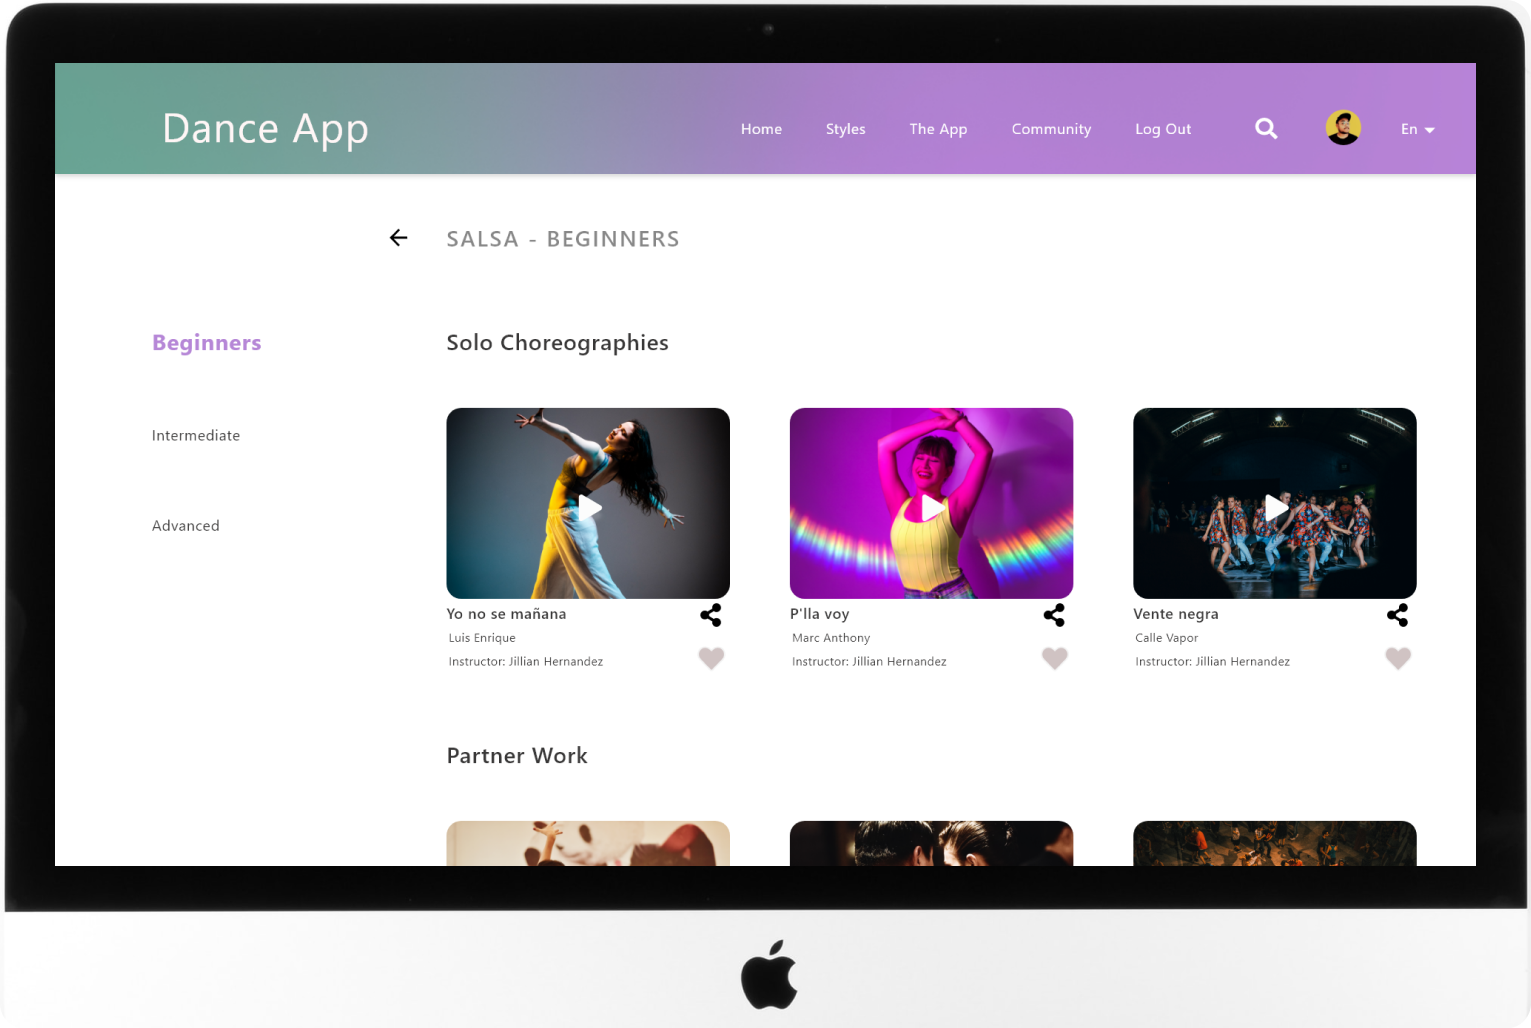 Dance App
Home Styles The App Community Log Out En
SALSA - BEGINNERS
Beginners
Intermediate
Advanced
Solo Choreographies
Yo no se mañana
Luis Enrique
Instructor: Jillian Hernandez
P'lla voy
Marc Anthony
Instructor: Jillian Hernandez
Vente negra
Calle Vapor
Instructor: Jillian Hernandez
Partner Work